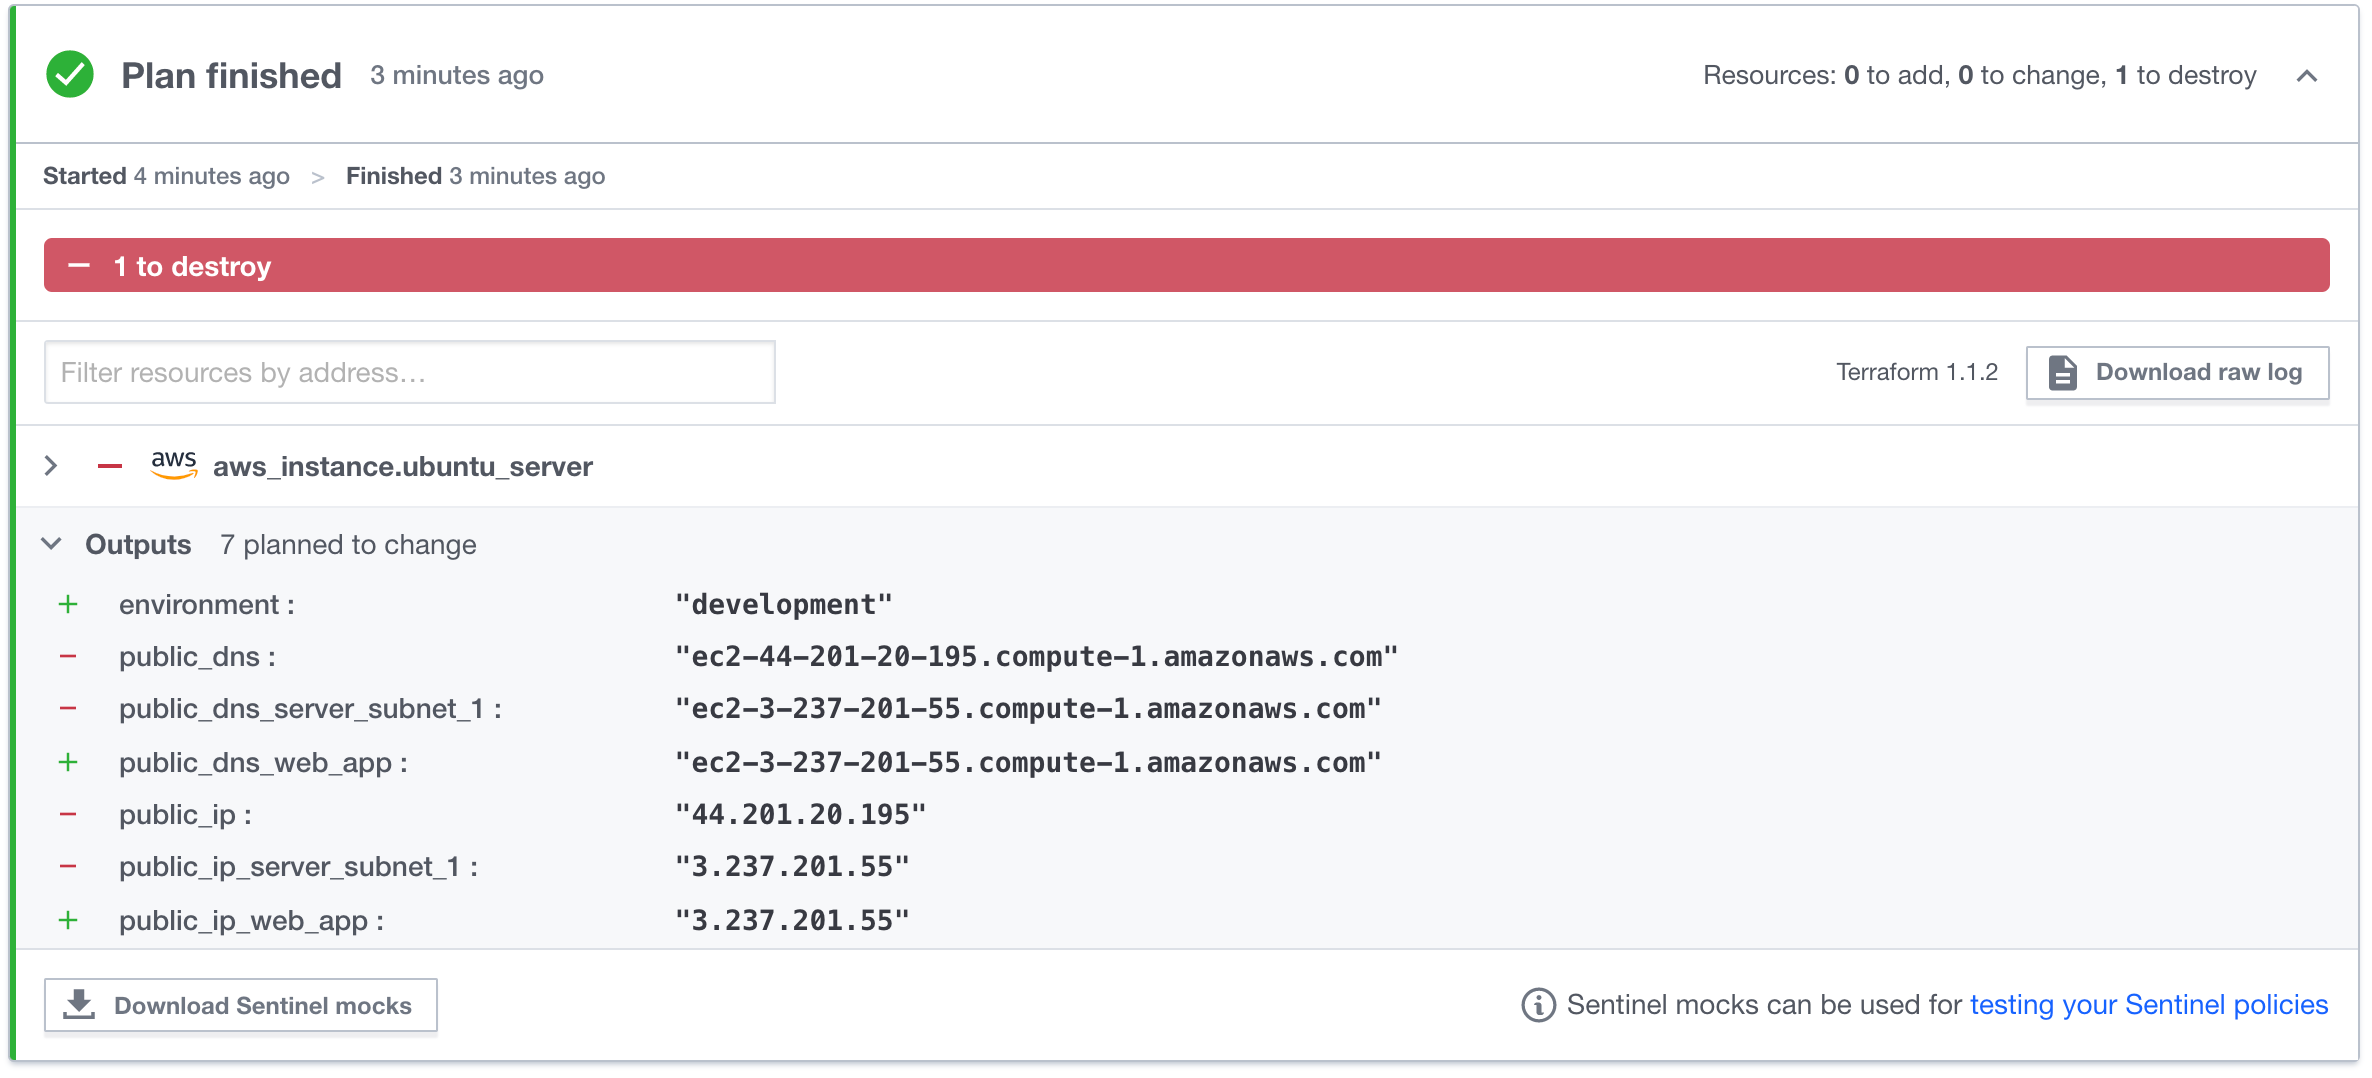 Plan finished 3 minutes ago Resources: 0 to add, 0 to change, 1 to destroy
Started 4 minutes ago > Finished 3 minutes ago
1 to destroy
Filter resources by address... Terraform 1.1.2 Download raw log
aws aws_instance.ubuntu_server
Outputs 7 planned to change
+ environment : "development"
− public_dns : "ec2-44-201-20-195.compute-1.amazonaws.com"
− public_dns_server_subnet_1 : "ec2-3-237-201-55.compute-1.amazonaws.com"
+ public_dns_web_app : "ec2-3-237-201-55.compute-1.amazonaws.com"
− public_ip : "44.201.20.195"
− public_ip_server_subnet_1 : "3.237.201.55"
+ public_ip_web_app : "3.237.201.55"
Download Sentinel mocks Sentinel mocks can be used for testing your Sentinel policies